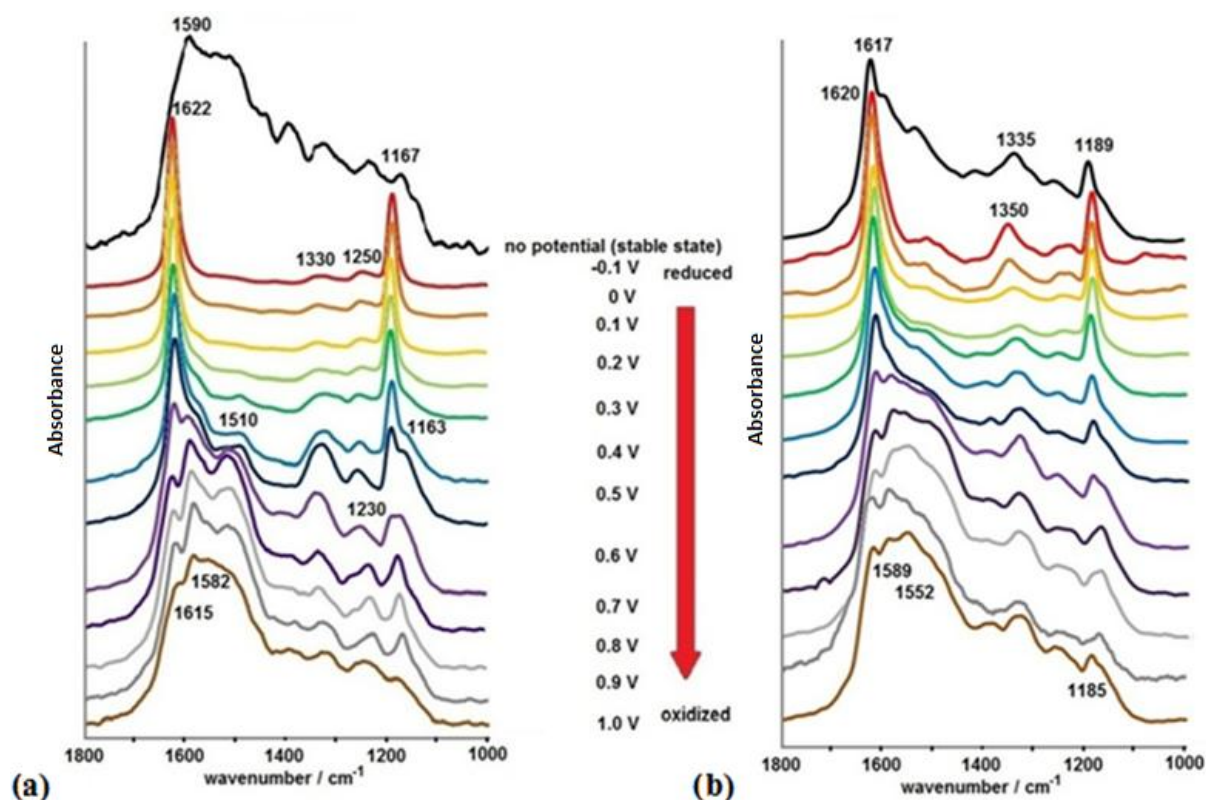 1590
1622
1167
1330 1250
1510
1163
1230
1582
1615
Absorbance
1800 1600 1400 1200 1000
wavenumber / cm-1
(a)
no potential (stable state)
-0.1 V reduced
0 V
0.1 V
0.2 V
0.3 V
0.4 V
0.5 V
0.6 V
0.7 V
0.8 V
0.9 V
1.0 V oxidized
1617
1620
1335
1189
1350
1589
1552
1185
Absorbance
1800 1600 1400 1200 1000
wavenumber / cm-1
(b)